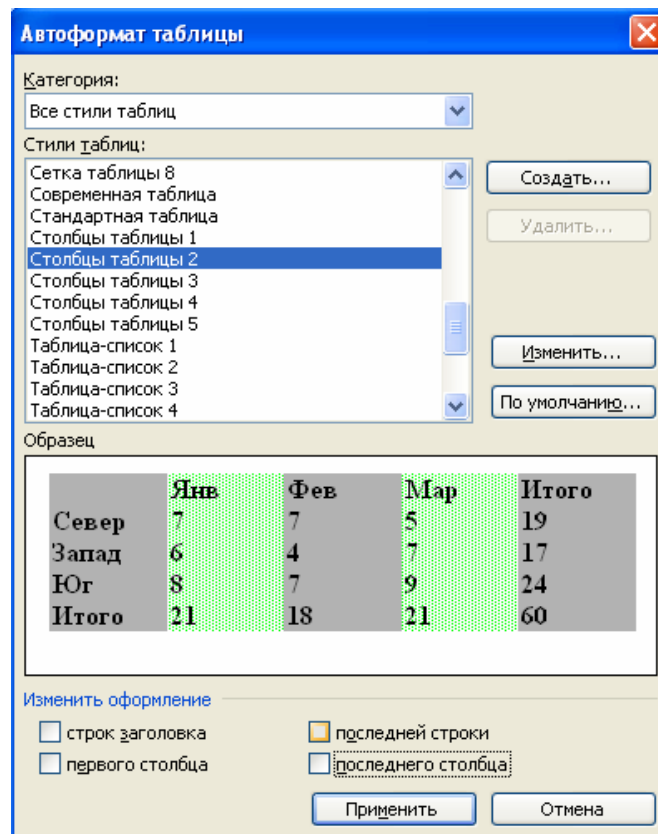 Автоформат таблицы
Категория:
Все стили таблиц
Стили таблиц:
Сетка таблицы 8
Современная таблица
Стандартная таблица
Столбцы таблицы 1
Столбцы таблицы 2
Столбцы таблицы 3
Столбцы таблицы 4
Столбцы таблицы 5
Таблица-список 1
Таблица-список 2
Таблица-список 3
Таблица-список 4
Создать...
Удалить...
Изменить...
По умолчанию...
Образец
Янв Фев Мар Итого
Север 7 7 5 19
Запад 6 4 7 17
Юг 8 7 9 24
Итого 21 18 21 60
Изменить оформление
строк заголовка последней строки
первого столбца последнего столбца
Применить Отмена